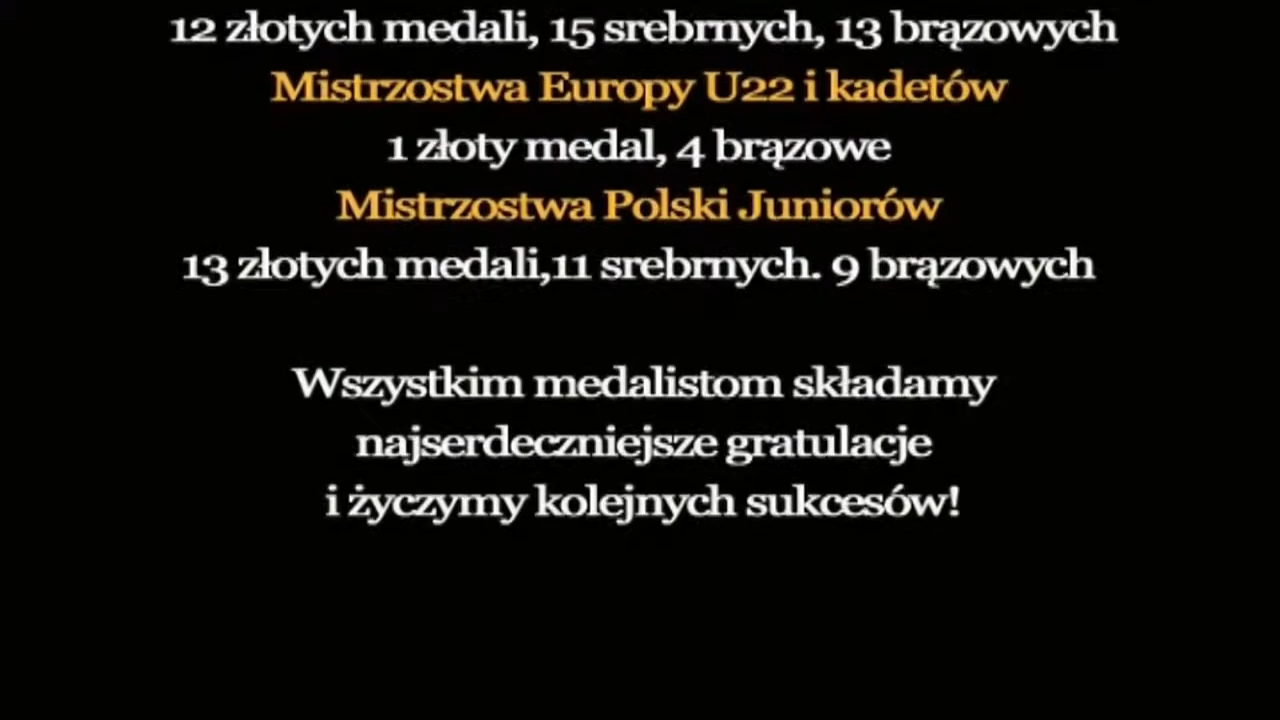 12 złotych medali, 15 srebrnych, 13 brązowych
Mistrzostwa Europy U22 i kadetów
1 złoty medal, 4 brązowe
Mistrzostwa Polski Juniorów
13 złotych medali,11 srebrnych. 9 brązowych
Wszystkim medalistom składamy
najserdeczniejsze gratulacje
i życzymy kolejnych sukcesów!